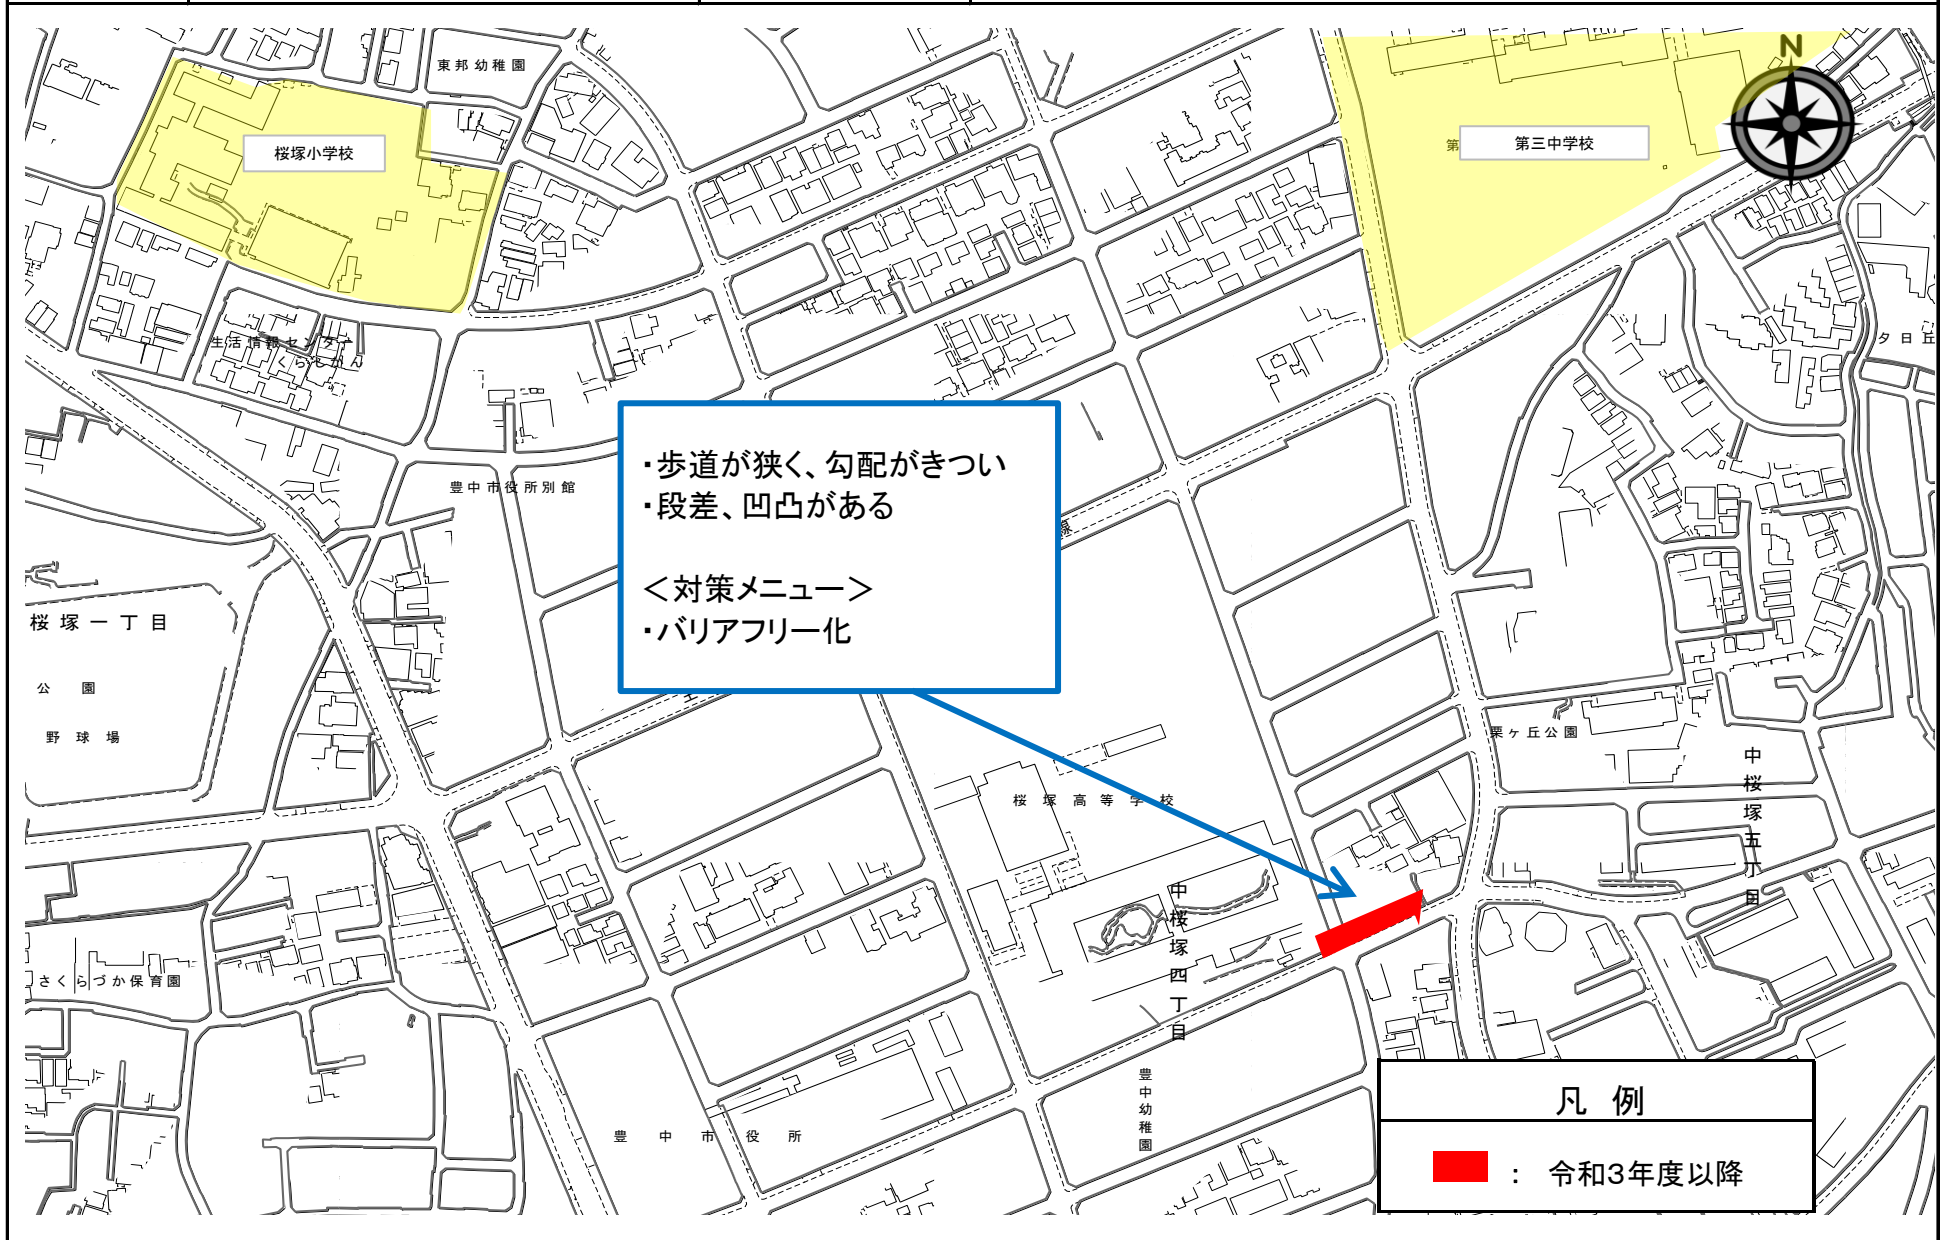 東邦幼稚園
N
桜塚小学校
第
第三中学校
生活情報センター
くらしかん
夕日丘
・歩道が狭く、勾配がきつい
・段差、凹凸がある
＜対策メニュー＞
・バリアフリー化
豊中市役所別館
線
桜塚一丁目
公園
野球場
栗ヶ丘公園
中桜塚五丁目
桜塚高等学校
中桜塚四丁目
さくらづか保育園
豊中幼稚園
豊中市役所
凡例
：令和3年度以降